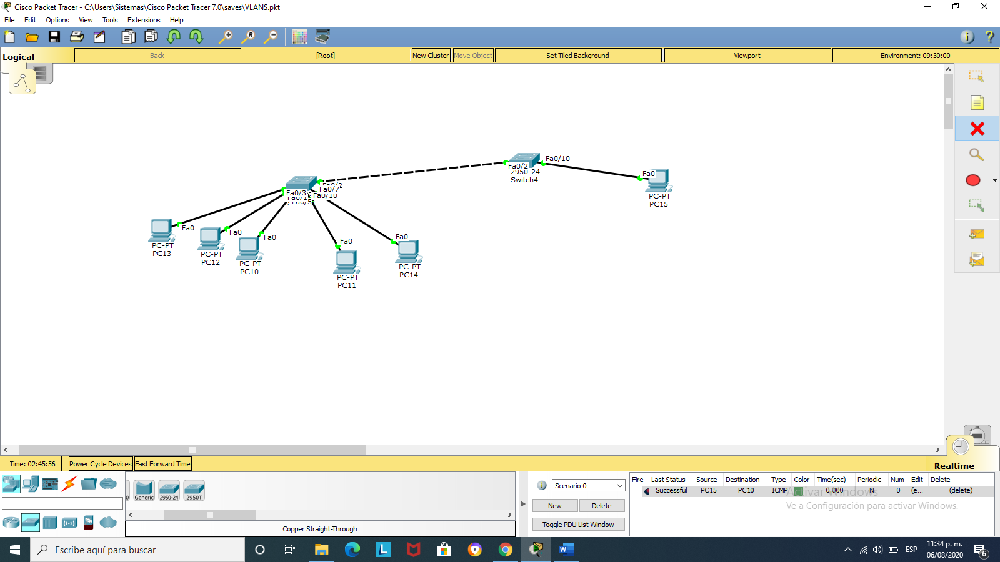 Cisco Packet Tracer - C:\Users\Sistemas\Cisco Packet Tracer 7.0\saves\VLANS.pkt
File Edit Options View Tools Extensions Help
Logical
Back
[Root]
New Cluster
Move Object
Set Tiled Background
Viewport
Environment: 09:30:00
Fa0/2
Fa0/10
2950-24
Switch4
Fa0
PC-PT
PC15
Fa0/2
Fa0/7
Fa0/3
Fa0/10
Fa0/1
Fa0/5
Fa0
PC-PT
PC13
Fa0
PC-PT
PC12
Fa0
PC-PT
PC10
Fa0
PC-PT
PC11
Fa0
PC-PT
PC14
Time: 02:45:56
Power Cycle Devices
Fast Forward Time
Realtime
Generic
2950-24
2950T
Copper Straight-Through
Scenario 0
New
Delete
Toggle PDU List Window
Fire Last Status Source Destination Type Color Time(sec) Periodic Num Edit Delete
Successful PC15 PC10 ICMP 0.000 N 0 (e... (delete)
Activar Windows
Ve a Configuración para activar Windows.
Escribe aquí para buscar
ESP
11:34 p. m.
06/08/2020
6